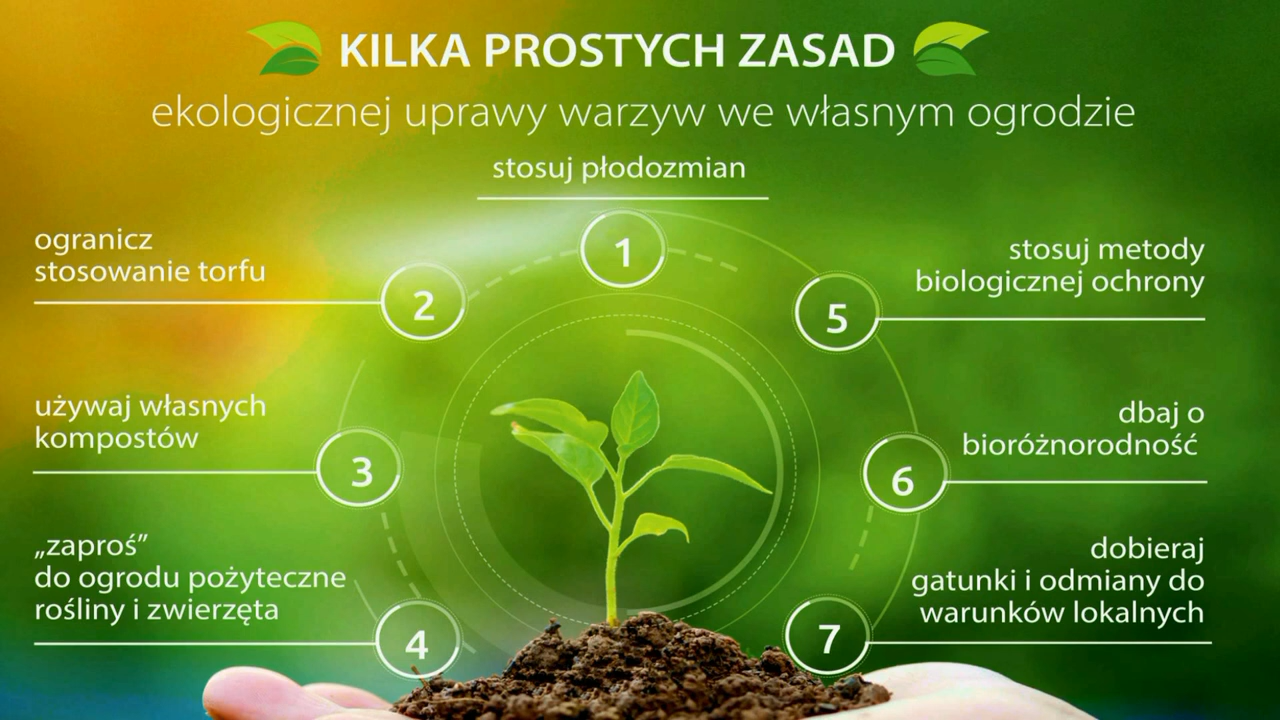 KILKA PROSTYCH ZASAD
ekologicznej uprawy warzyw we własnym ogrodzie
stosuj płodozmian
1
ogranicz
stosowanie torfu
2
używaj własnych
kompostów
3
„zaproś”
do ogrodu pożyteczne
rośliny i zwierzęta
4
stosuj metody
biologicznej ochrony
5
dbaj o
bioróżnorodność
6
dobieraj
gatunki i odmiany do
warunków lokalnych
7